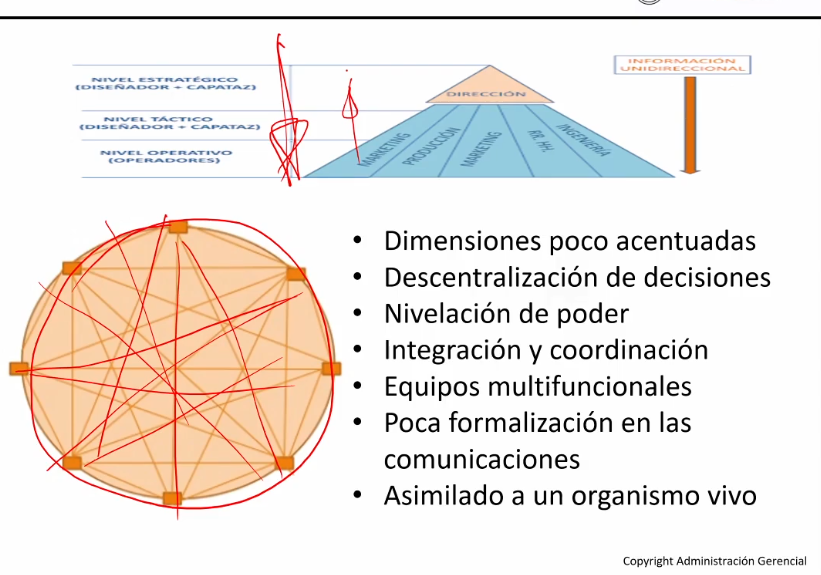 NIVEL ESTRATÉGICO
(DISEÑADOR + CAPATAZ)
NIVEL TÁCTICO
(DISEÑADOR + CAPATAZ)
NIVEL OPERATIVO
(OPERADORES)
DIRECCIÓN
MARKETING
PRODUCCIÓN
MARKETING
RR. HH.
INGENIERÍA
INFORMACIÓN
UNIDIRECCIONAL
• Dimensiones poco acentuadas
• Descentralización de decisiones
• Nivelación de poder
• Integración y coordinación
• Equipos multifuncionales
• Poca formalización en las
comunicaciones
• Asimilado a un organismo vivo
Copyright Administración Gerencial